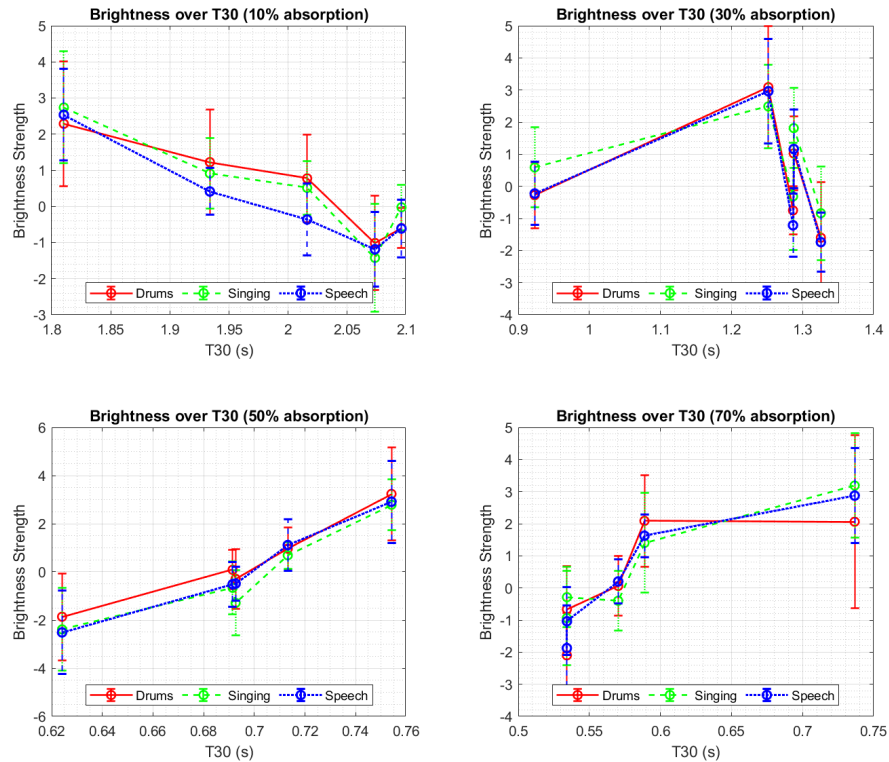 Brightness over T30 (10% absorption)
Brightness Strength
5
4
3
2
1
0
-1
-2
-3
1.8 1.85 1.9 1.95 2 2.05 2.1
T30 (s)
Drums Singing Speech
Brightness over T30 (30% absorption)
Brightness Strength
5
4
3
2
1
0
-1
-2
-3
-4
0.9 1 1.1 1.2 1.3 1.4
T30 (s)
Drums Singing Speech
Brightness over T30 (50% absorption)
Brightness Strength
6
4
2
0
-2
-4
-6
0.62 0.64 0.66 0.68 0.7 0.72 0.74 0.76
T30 (s)
Drums Singing Speech
Brightness over T30 (70% absorption)
Brightness Strength
5
4
3
2
1
0
-1
-2
-3
-4
0.5 0.55 0.6 0.65 0.7 0.75
T30 (s)
Drums Singing Speech